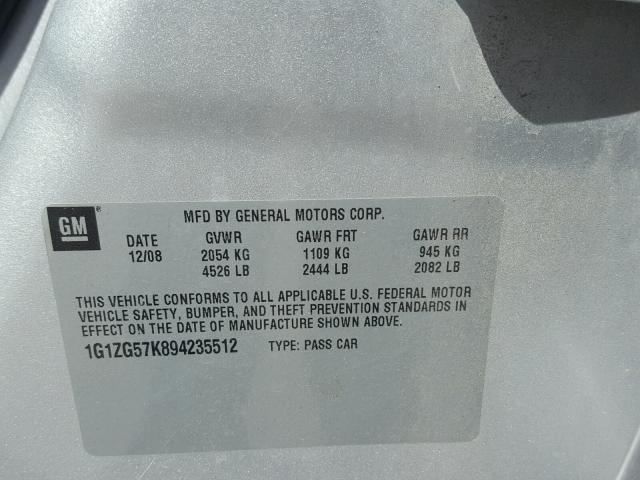 GM®
MFD BY GENERAL MOTORS CORP.
DATE GVWR GAWR FRT GAWR RR
12/08 2054 KG 1109 KG 945 KG
4526 LB 2444 LB 2082 LB
THIS VEHICLE CONFORMS TO ALL APPLICABLE U.S. FEDERAL MOTOR
VEHICLE SAFETY, BUMPER, AND THEFT PREVENTION STANDARDS IN
EFFECT ON THE DATE OF MANUFACTURE SHOWN ABOVE.
1G1ZG57K894235512 TYPE: PASS CAR